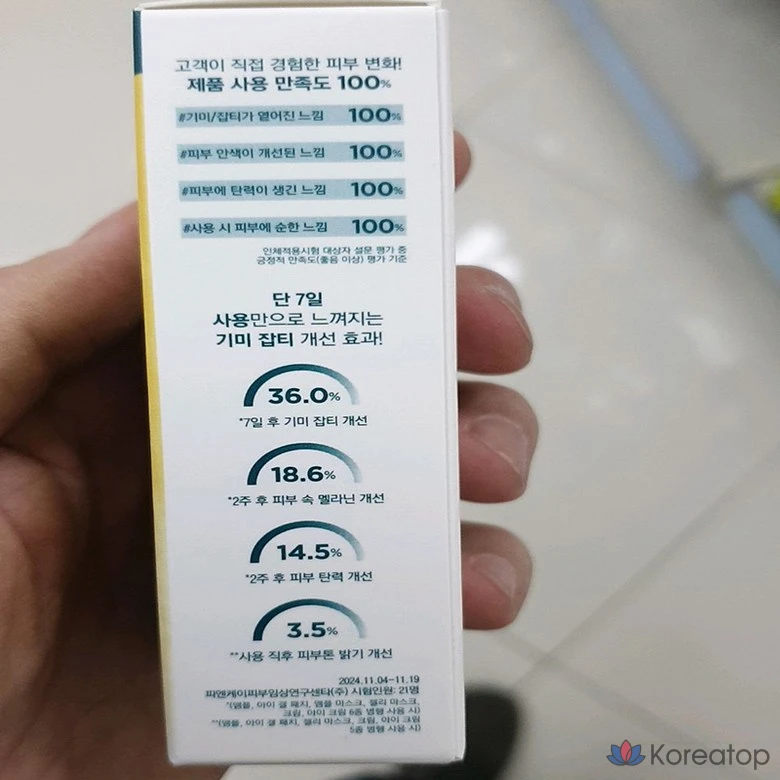 고객이 직접 경험한 피부 변화!
제품 사용 만족도 100%
#기미/잡티가 옅어진 느낌 100%
#피부 안색이 개선된 느낌 100%
#피부에 탄력이 생긴 느낌 100%
#사용 시 피부에 순한 느낌 100%
인체적용시험 대상자 설문 평가 중
긍정적 만족도(좋음 이상) 평가 기준
단 7일
사용만으로 느껴지는
기미 잡티 개선 효과!
36.0%
*7일 후 기미 잡티 개선
18.6%
*2주 후 피부 속 멜라닌 개선
14.5%
*2주 후 피부 탄력 개선
3.5%
**사용 직후 피부톤 밝기 개선
2024.11.04-11.19
피앤케이피부임상연구센타(주) 시험인원: 21명
*(앰플, 아이 겔 패치, 앰플 마스크, 젤리 마스크,
크림, 아이 크림 6종 병행 사용 시)
**(앰플, 아이 겔 패치, 젤리 마스크, 크림, 아이 크림
5종 병행 사용 시)
Koreatop